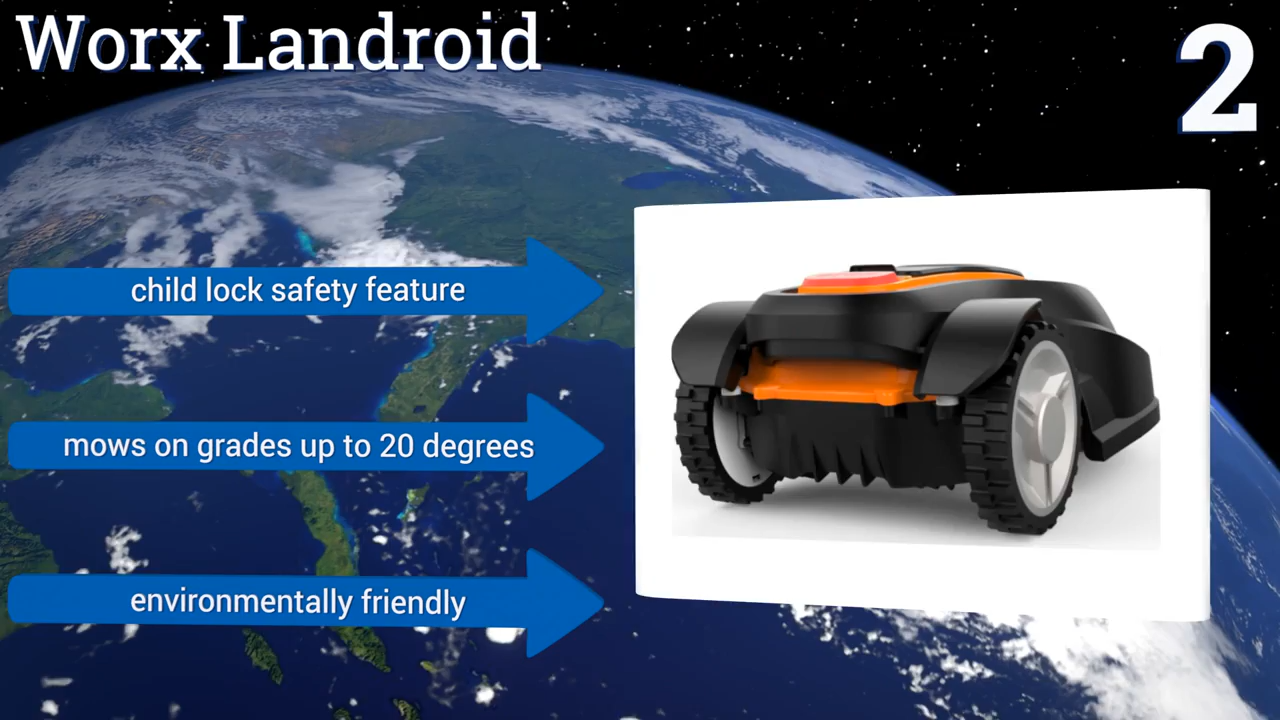 Worx Landroid
2
child lock safety feature
mows on grades up to 20 degrees
environmentally friendly